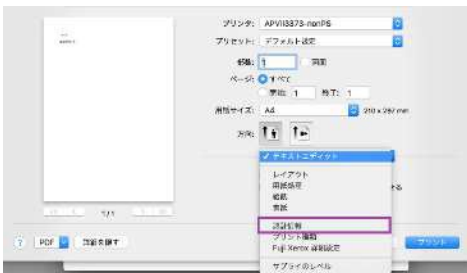 プリンタ: APVII3873-nonPS
プリセット: デフォルト設定
部数: 1 両面
ページ: すべて
開始: 1 終了: 1
用紙サイズ: A4 210 x 297 mm
方向:
✓ テキストエディット
レイアウト
用紙処理
給紙
表紙
認証情報
プリント機能
Fuji Xerox 詳細設定
サプライのレベル
1/1
? PDF 詳細を隠す プリント